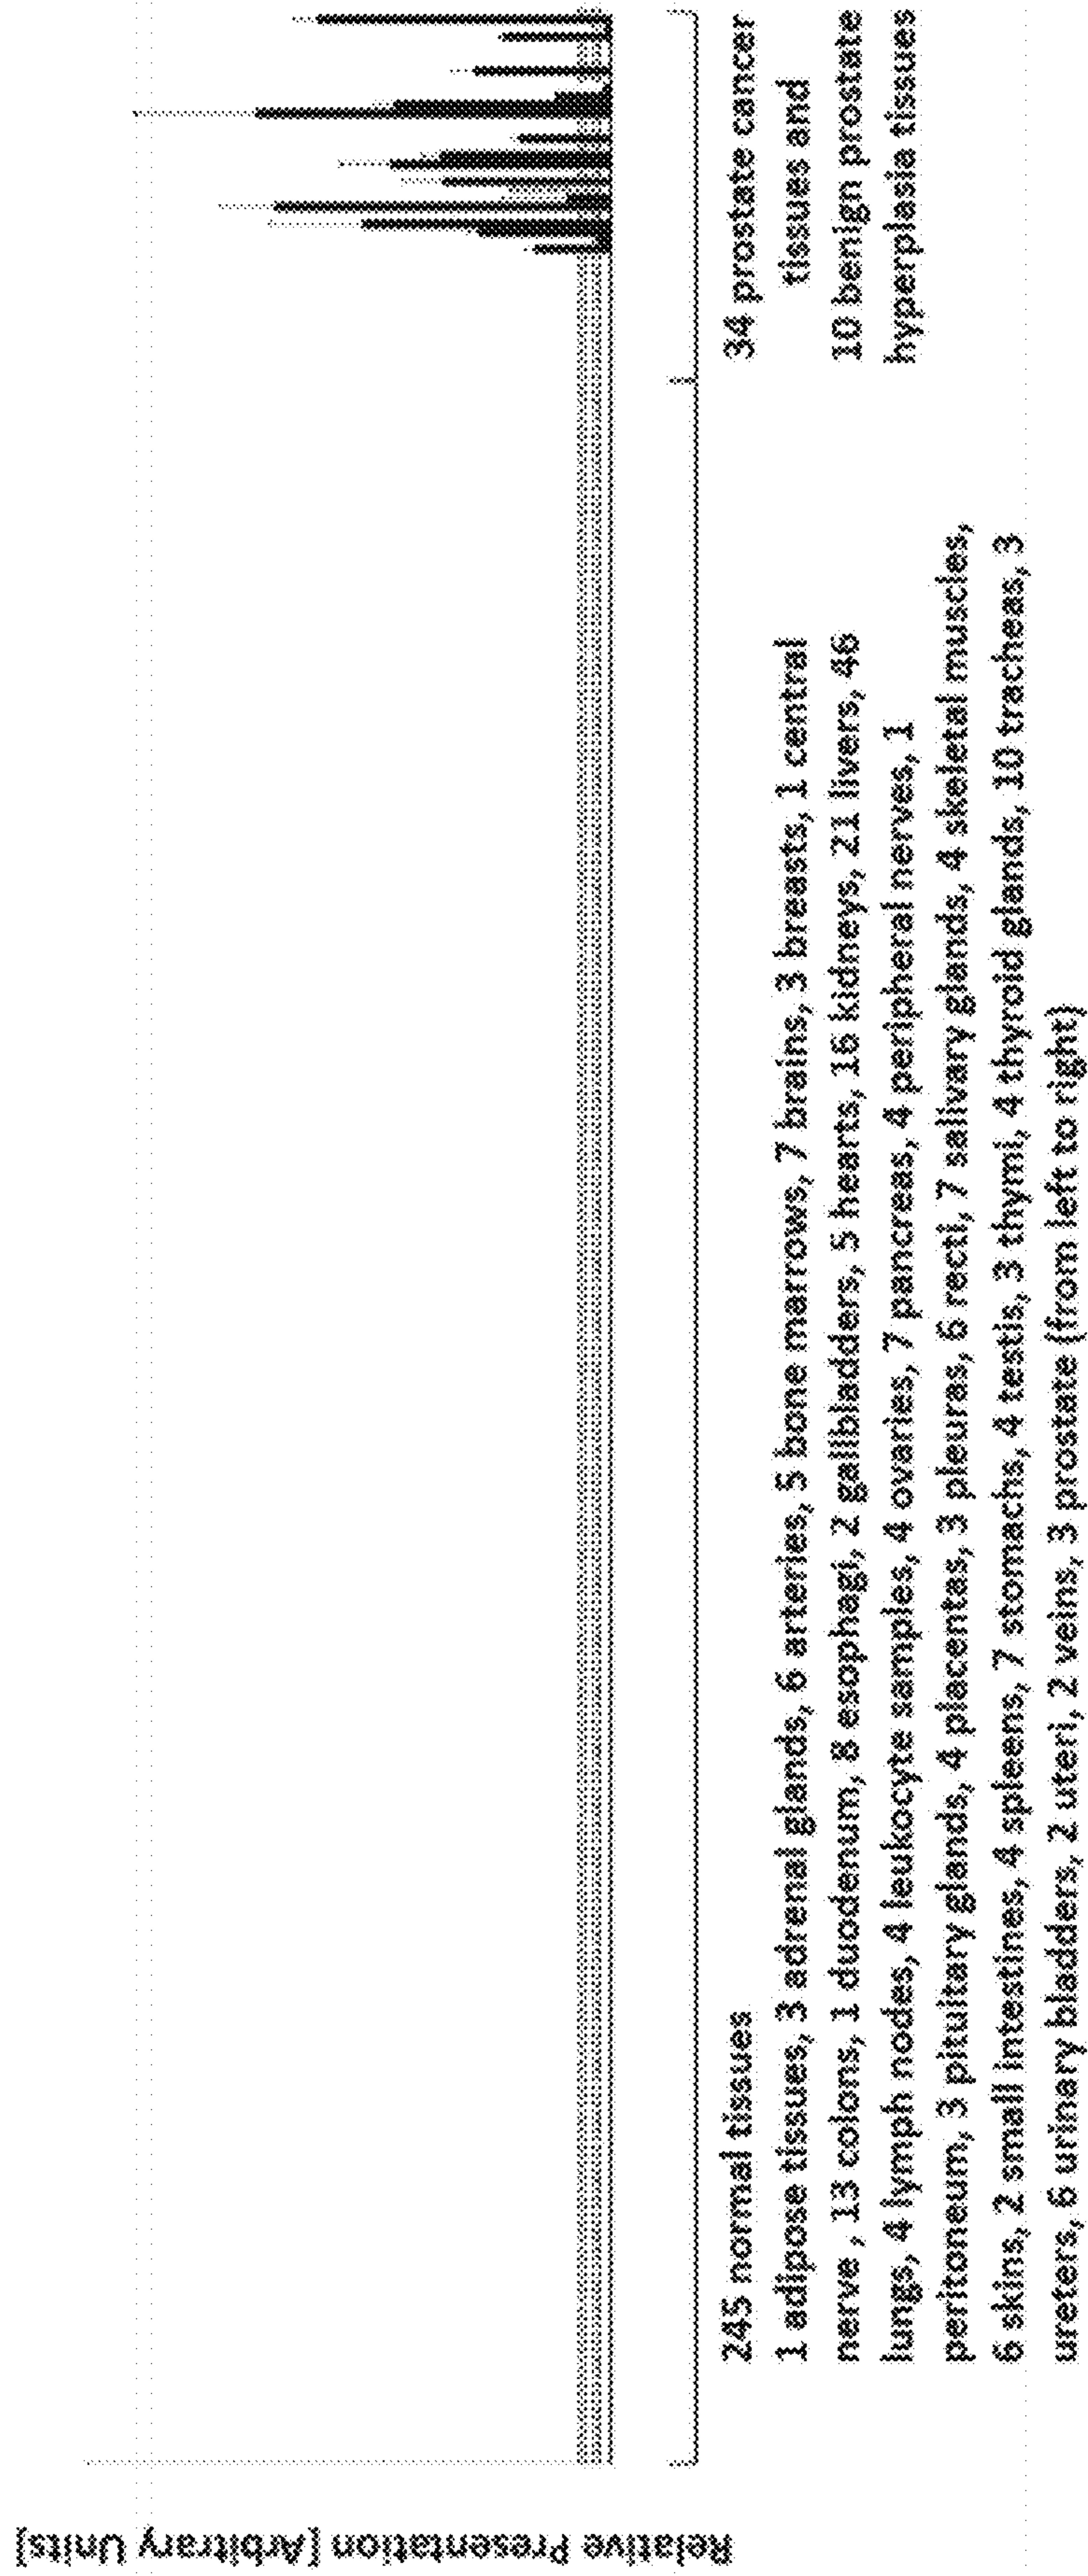 Relative Presentation [Arbitrary Units]
245 normal tissues
1 adipose tissues, 3 adrenal glands, 6 arteries, 5 bone marrows, 7 brains, 3 breasts, 1 central
nerve , 13 colons, 1 duodenum, 8 esophagi, 2 gallbladders, 5 hearts, 16 kidneys, 21 livers, 46
lungs, 4 lymph nodes, 4 leukocyte samples, 4 ovaries, 7 pancreas, 4 peripheral nerves, 1
peritoneum, 3 pituitary glands, 4 placentas, 3 pleuras, 6 recti, 7 salivary glands, 4 skeletal muscles,
6 skins, 2 small intestines, 4 spleens, 7 stomachs, 4 testis, 3 thymi, 4 thyroid glands, 10 tracheas, 3
ureters, 6 urinary bladders, 2 uteri, 2 veins, 3 prostate (from left to right)
34 prostate cancer
tissues and
10 benign prostate
hyperplasia tissues